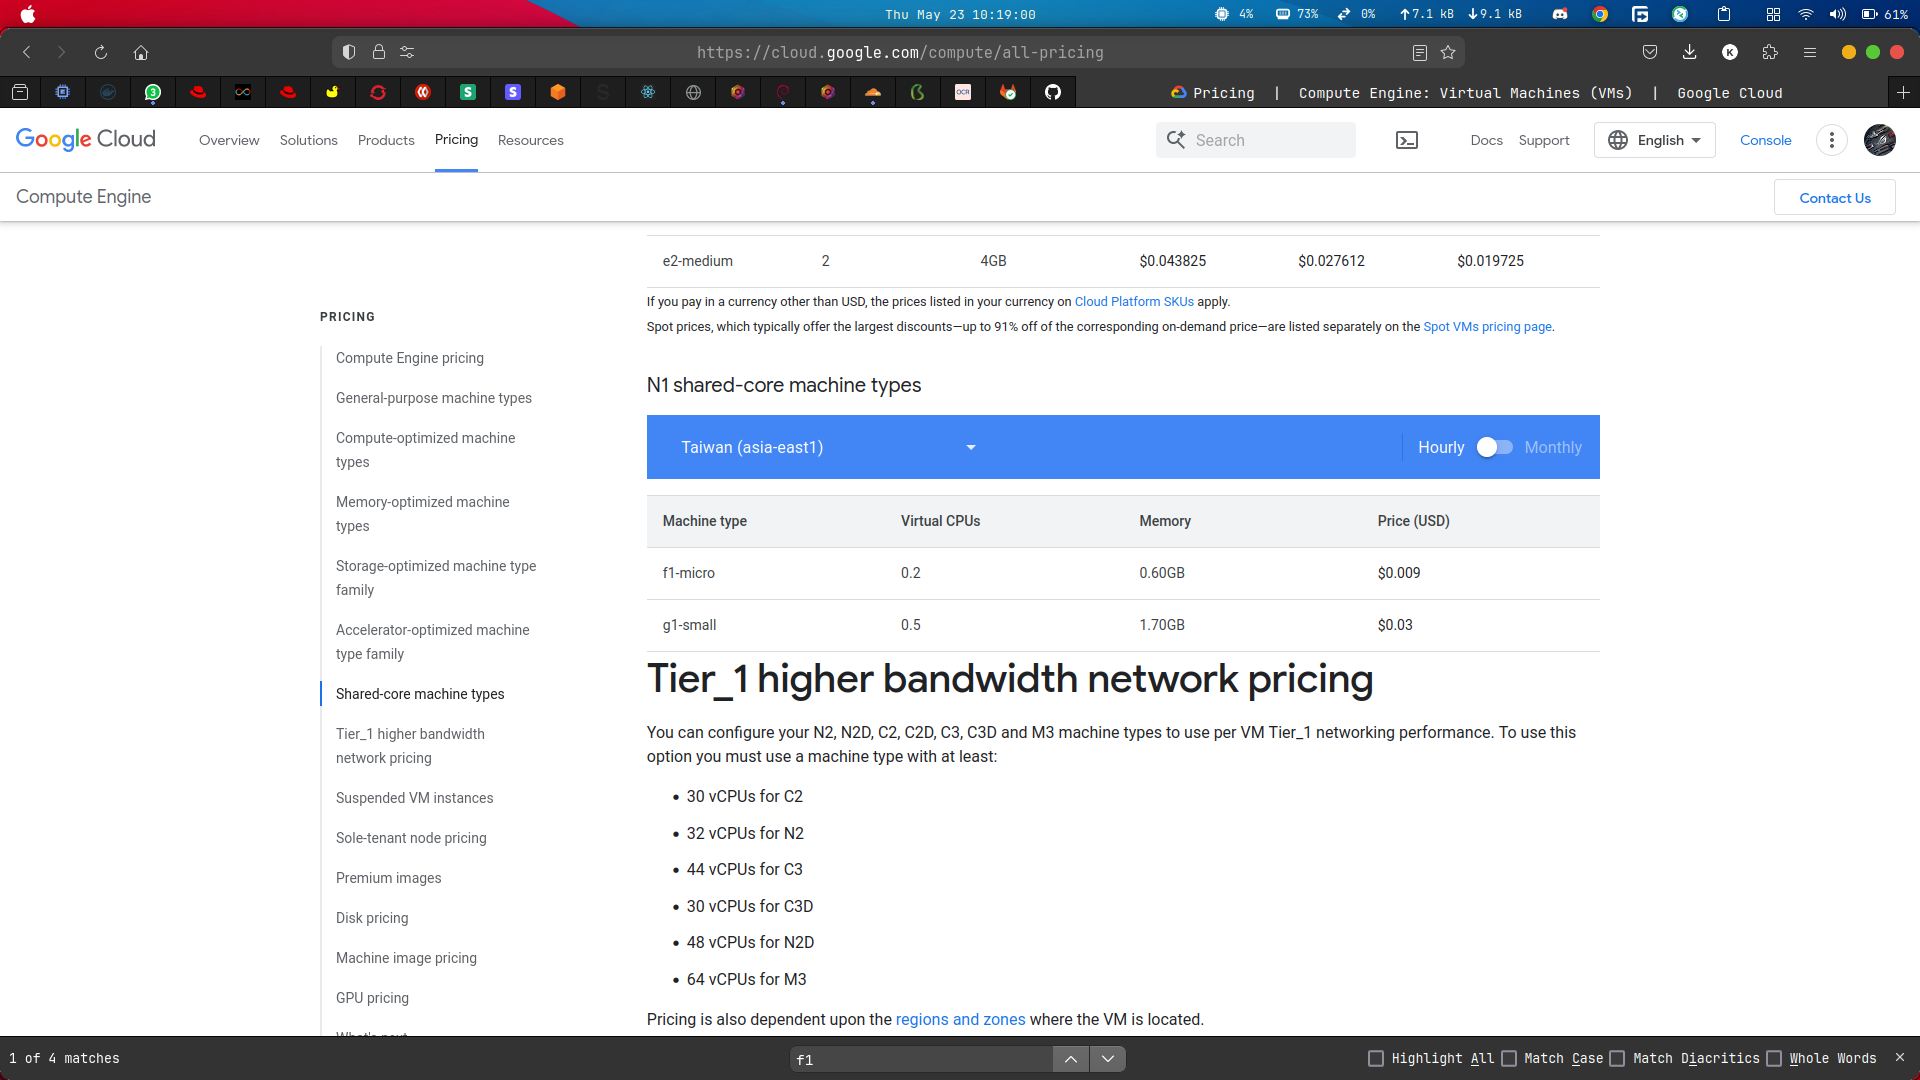 Thu May 23 10:19:00
4%
73%
0%
7.1 kB
9.1 kB
61%
https://cloud.google.com/compute/all-pricing
K
3
S
S
S
OCR
Pricing | Compute Engine: Virtual Machines (VMs) | Google Cloud
Google Cloud
Overview
Solutions
Products
Pricing
Resources
Search
Docs
Support
English
Console
Compute Engine
Contact Us
e2-medium 2 4GB $0.043825 $0.027612 $0.019725
If you pay in a currency other than USD, the prices listed in your currency on Cloud Platform SKUs apply.
Spot prices, which typically offer the largest discounts—up to 91% off of the corresponding on-demand price—are listed separately on the Spot VMs pricing page.
PRICING
Compute Engine pricing
General-purpose machine types
Compute-optimized machine
types
Memory-optimized machine
types
Storage-optimized machine type
family
Accelerator-optimized machine
type family
Shared-core machine types
Tier_1 higher bandwidth
network pricing
Suspended VM instances
Sole-tenant node pricing
Premium images
Disk pricing
Machine image pricing
GPU pricing
What's next
N1 shared-core machine types
Taiwan (asia-east1)
Hourly
Monthly
Machine type Virtual CPUs Memory Price (USD)
f1-micro 0.2 0.60GB $0.009
g1-small 0.5 1.70GB $0.03
Tier_1 higher bandwidth network pricing
You can configure your N2, N2D, C2, C2D, C3, C3D and M3 machine types to use per VM Tier_1 networking performance. To use this
option you must use a machine type with at least:
• 30 vCPUs for C2
• 32 vCPUs for N2
• 44 vCPUs for C3
• 30 vCPUs for C3D
• 48 vCPUs for N2D
• 64 vCPUs for M3
Pricing is also dependent upon the regions and zones where the VM is located.
1 of 4 matches
f1
Highlight All
Match Case
Match Diacritics
Whole Words